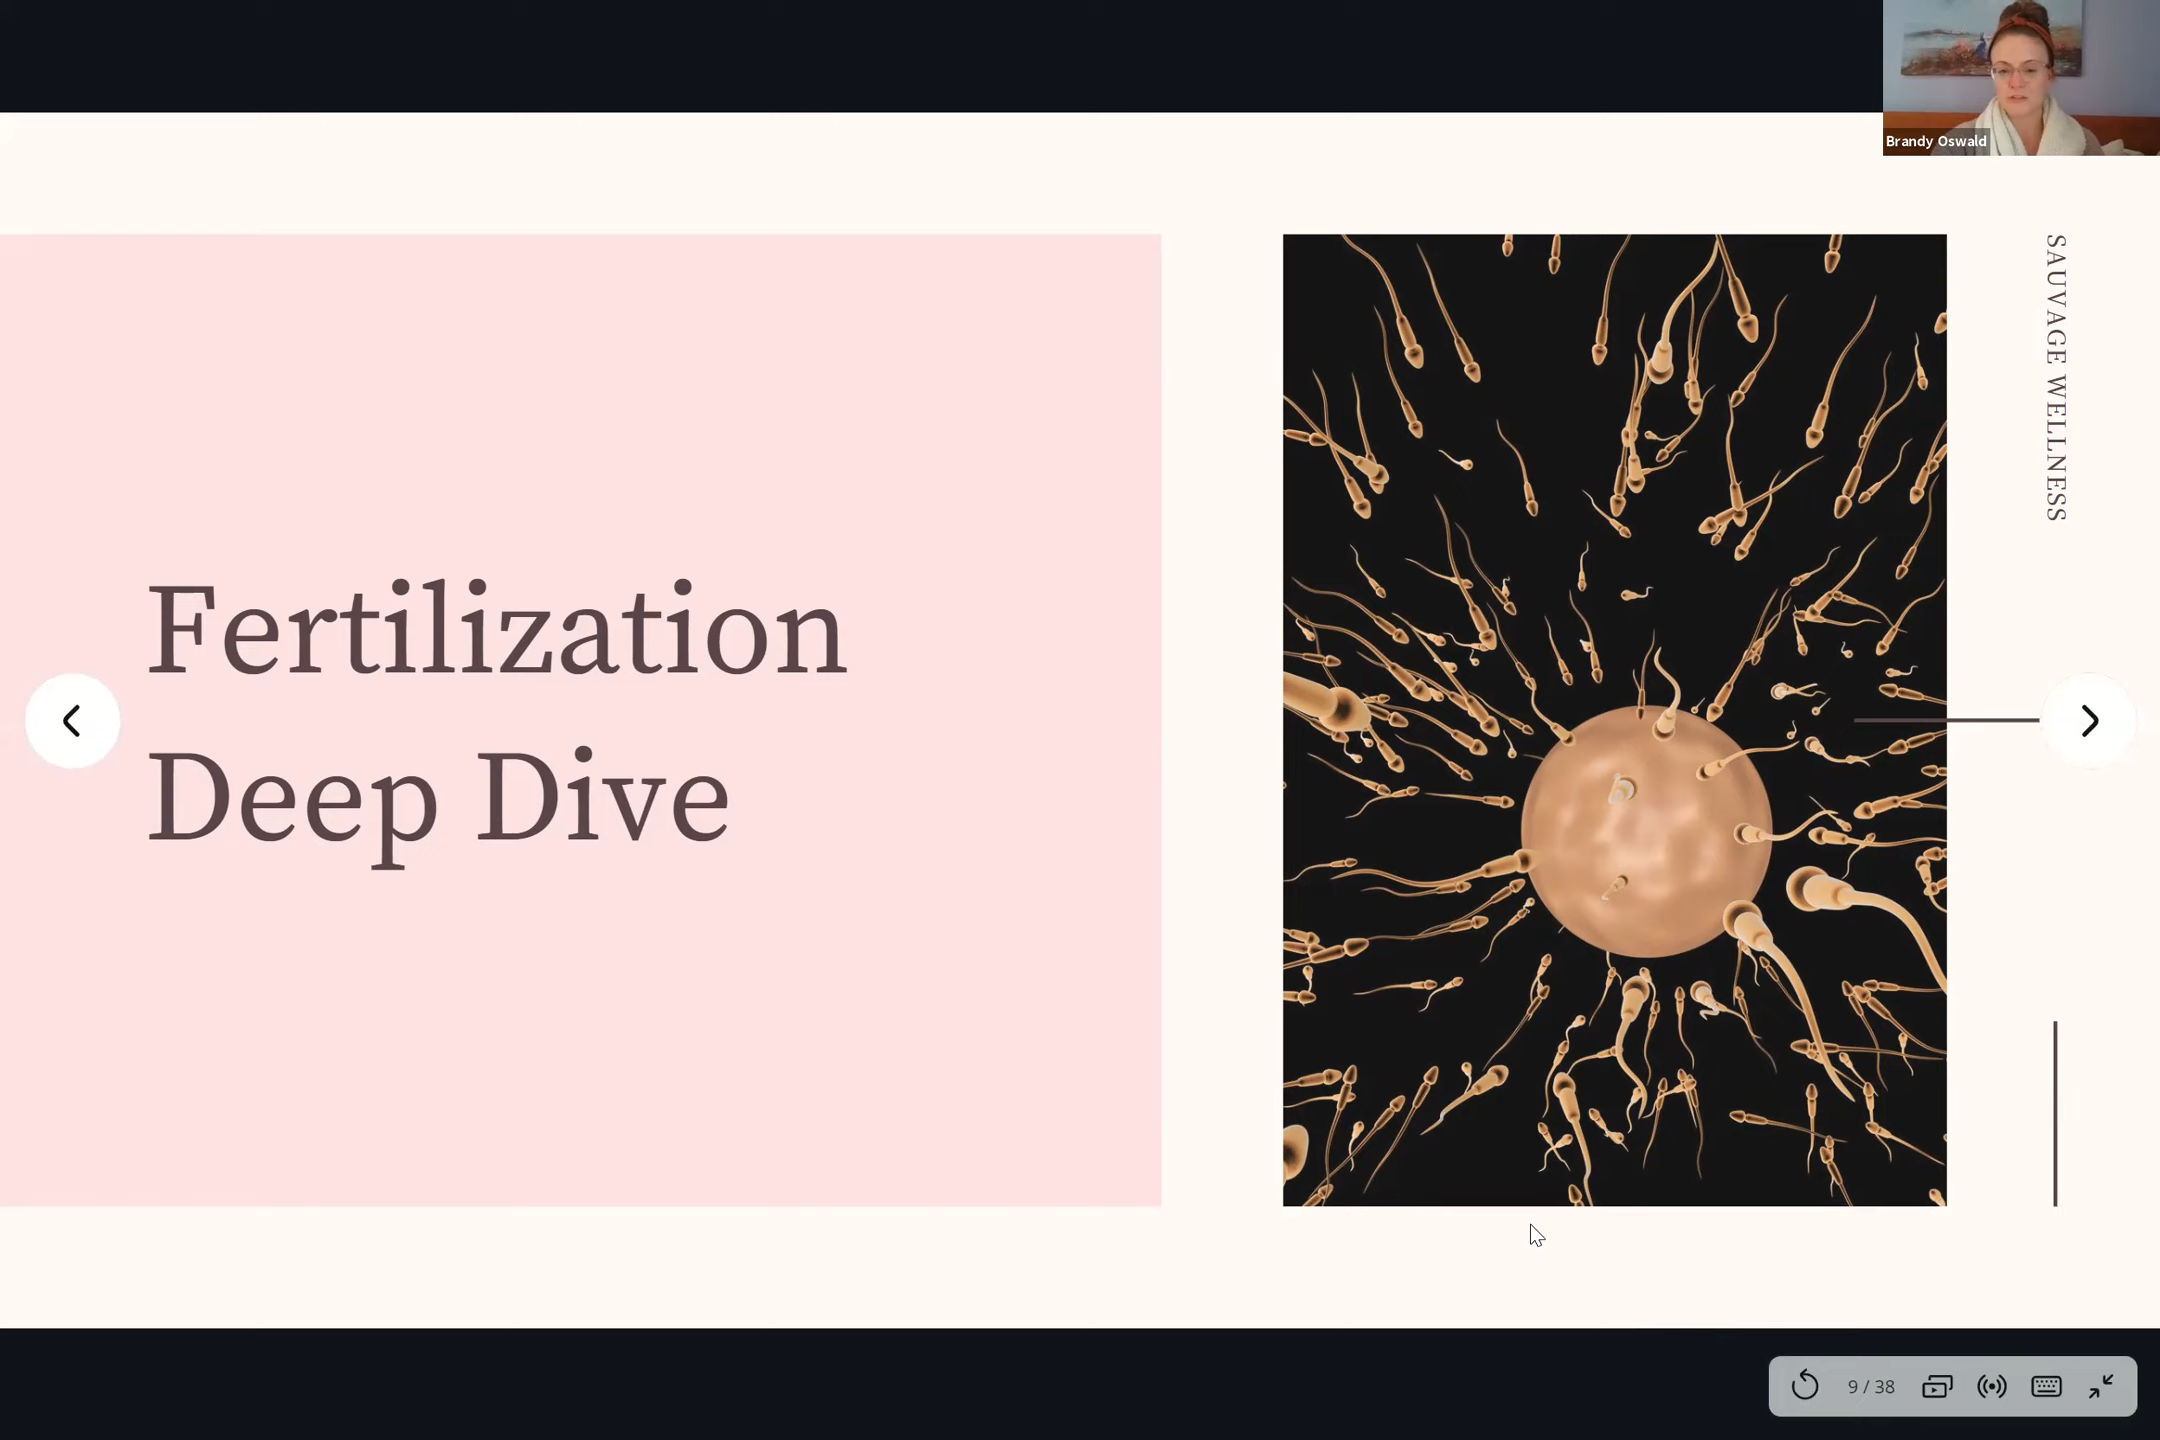 Brandy Oswald
SAUVAGE WELLNESS
Fertilization
Deep Dive
9 / 38